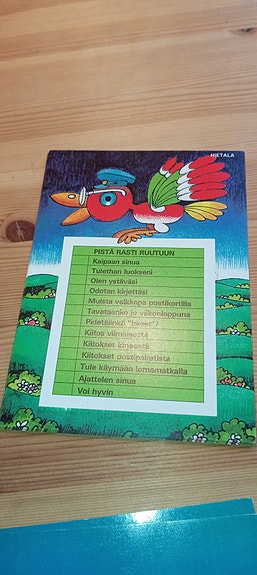 HIETALA
PISTÄ RASTI RUUTUUN
Kaipaan sinua
Tulethan luokseni
Olen ystäväsi
Odotan kirjettäsi
Muista vaikkapa postikortilla
Tavataanko jo viikonloppuna
Pidetäänkö "bileet"?
Kiitos viimeisestä
Kiitokset kirjeestä
Kiitokset postipaketista
Tule käymään lomamatkalla
Ajattelen sinua
Voi hyvin